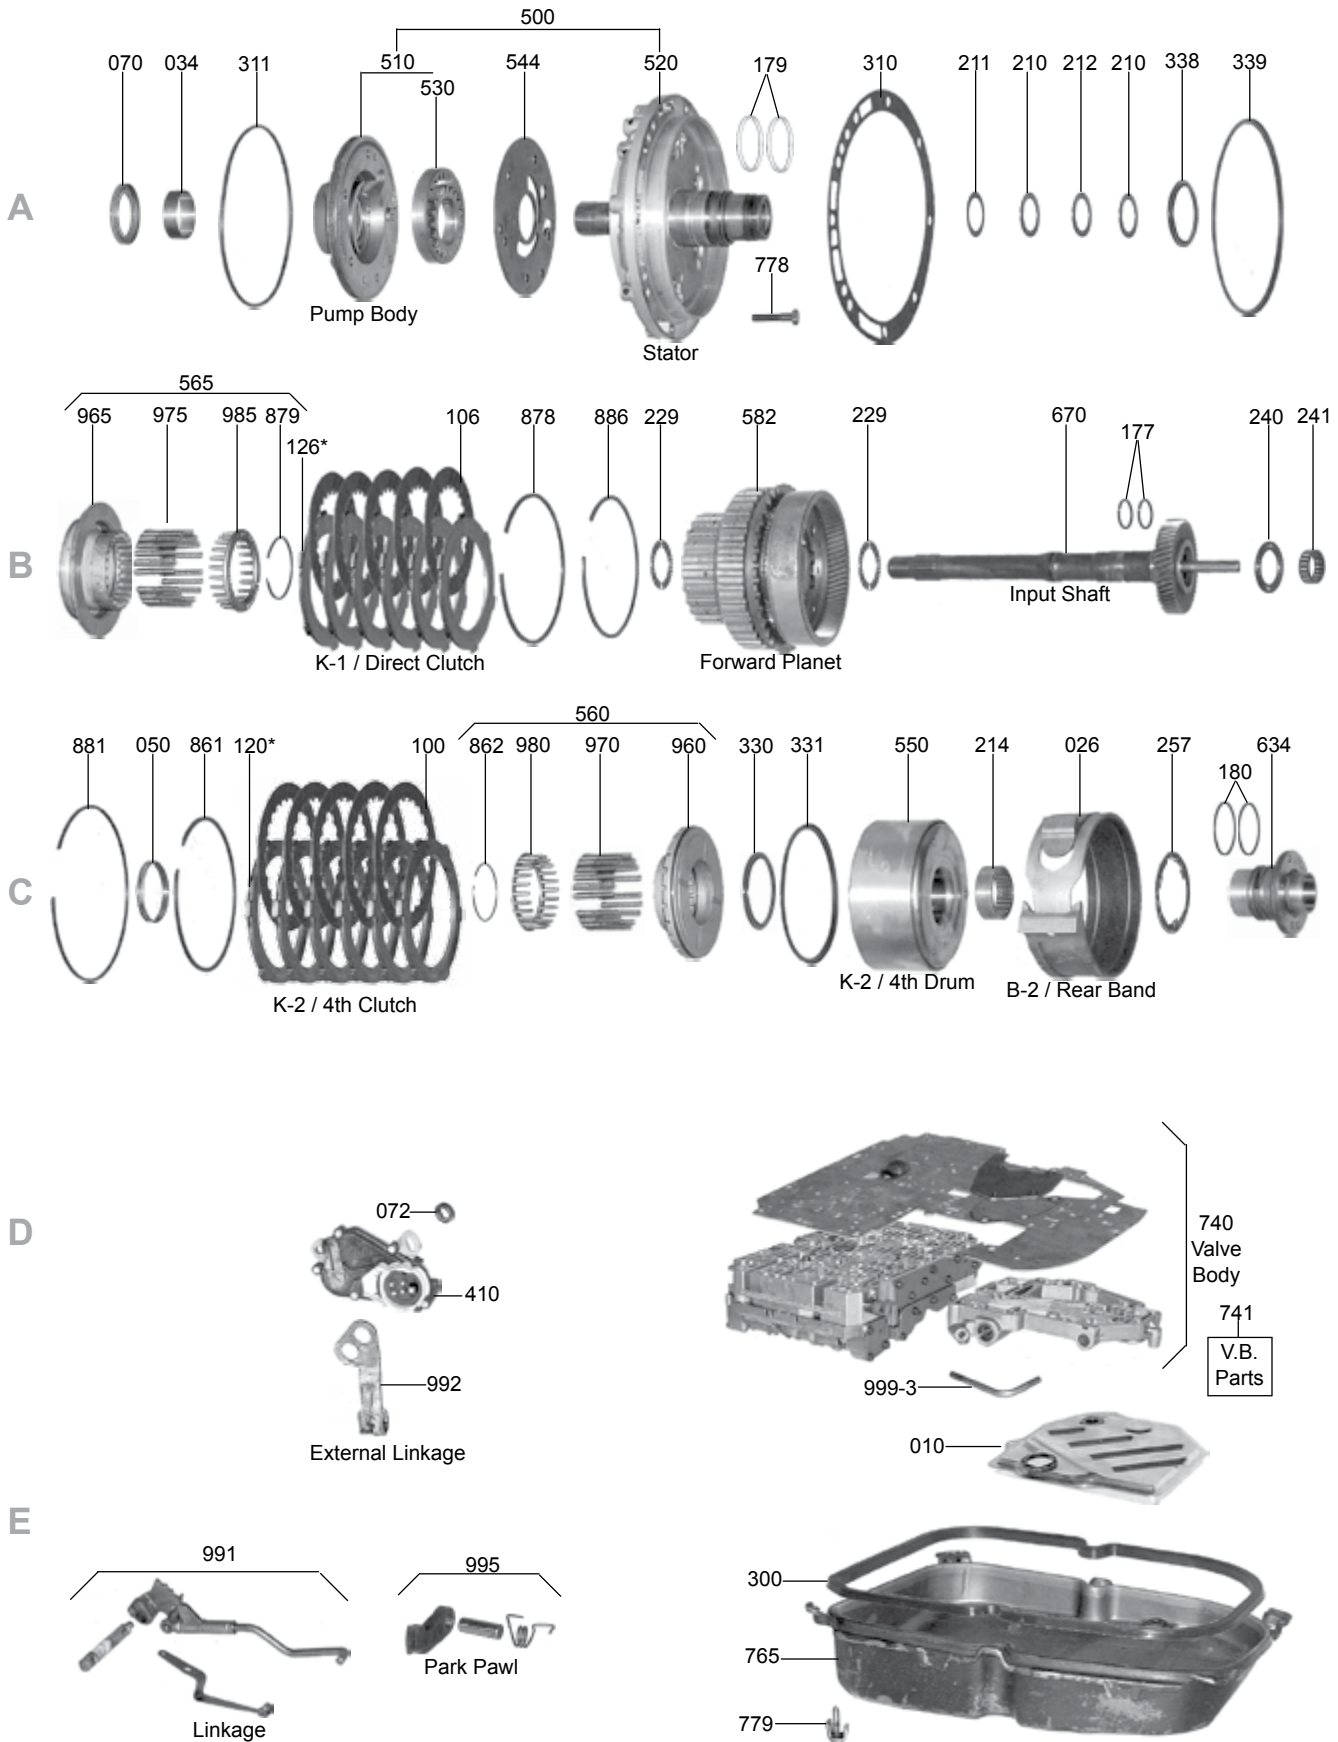 500
070 034 311 510 544 520 179 310 211 210 212 210 338 339
530
A
778
Pump Body
Stator
565
965 975 985 879 106 878 886 229 582 229 670 240 241
126* 177
B
Input Shaft
K-1 / Direct Clutch Forward Planet
560
881 050 861 120* 100 862 980 970 960 330 331 550 214 026 257 634
180
C
K-2 / 4th Drum B-2 / Rear Band
K-2 / 4th Clutch
D
072
410
992
External Linkage
740
Valve
Body
741
V.B.
Parts
999-3
010
E
991 995
Park Pawl
Linkage
300
765
779